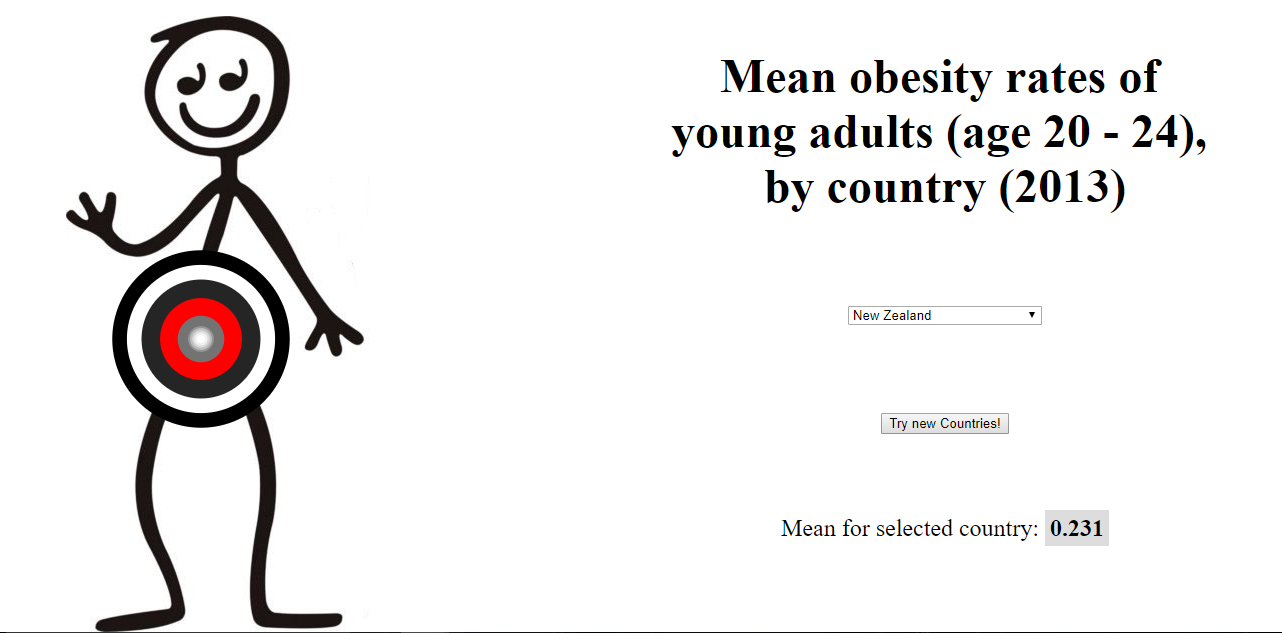 Mean obesity rates of
young adults (age 20 - 24),
by country (2013)
New Zealand
Try new Countries!
Mean for selected country: 0.231